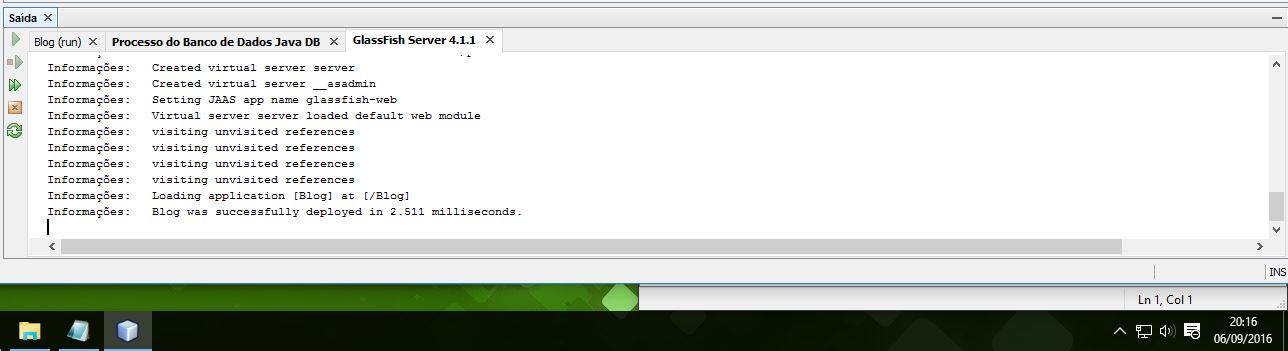 Saída
Blog (run) Processo do Banco de Dados Java DB GlassFish Server 4.1.1
Informações: Created virtual server server
Informações: Created virtual server __asadmin
Informações: Setting JAAS app name glassfish-web
Informações: Virtual server server loaded default web module
Informações: visiting unvisited references
Informações: visiting unvisited references
Informações: visiting unvisited references
Informações: visiting unvisited references
Informações: Loading application [Blog] at [/Blog]
Informações: Blog was successfully deployed in 2.511 milliseconds.
INS
Ln 1, Col 1
20:16
06/09/2016